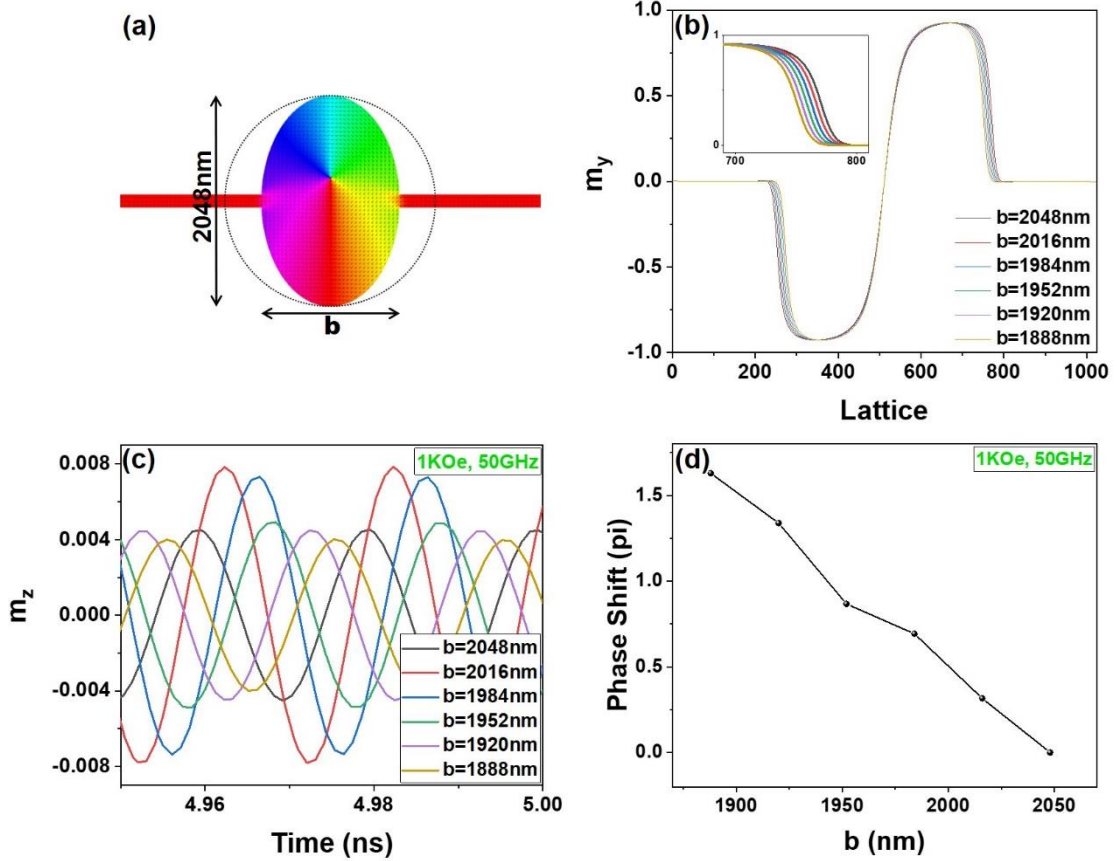 (a)
2048nm
b
(b)
1
0
700
800
1.0
0.5
0.0
-0.5
-1.0
m_y
b=2048nm
b=2016nm
b=1984nm
b=1952nm
b=1920nm
b=1888nm
0
200
400
600
800
1000
Lattice
(c)
1KOe, 50GHz
0.008
0.004
0.000
-0.004
-0.008
m_z
b=2048nm
b=2016nm
b=1984nm
b=1952nm
b=1920nm
b=1888nm
4.96
4.98
5.00
Time (ns)
(d)
1KOe, 50GHz
1.5
1.0
0.5
0.0
Phase Shift (pi)
1900
1950
2000
2050
b (nm)